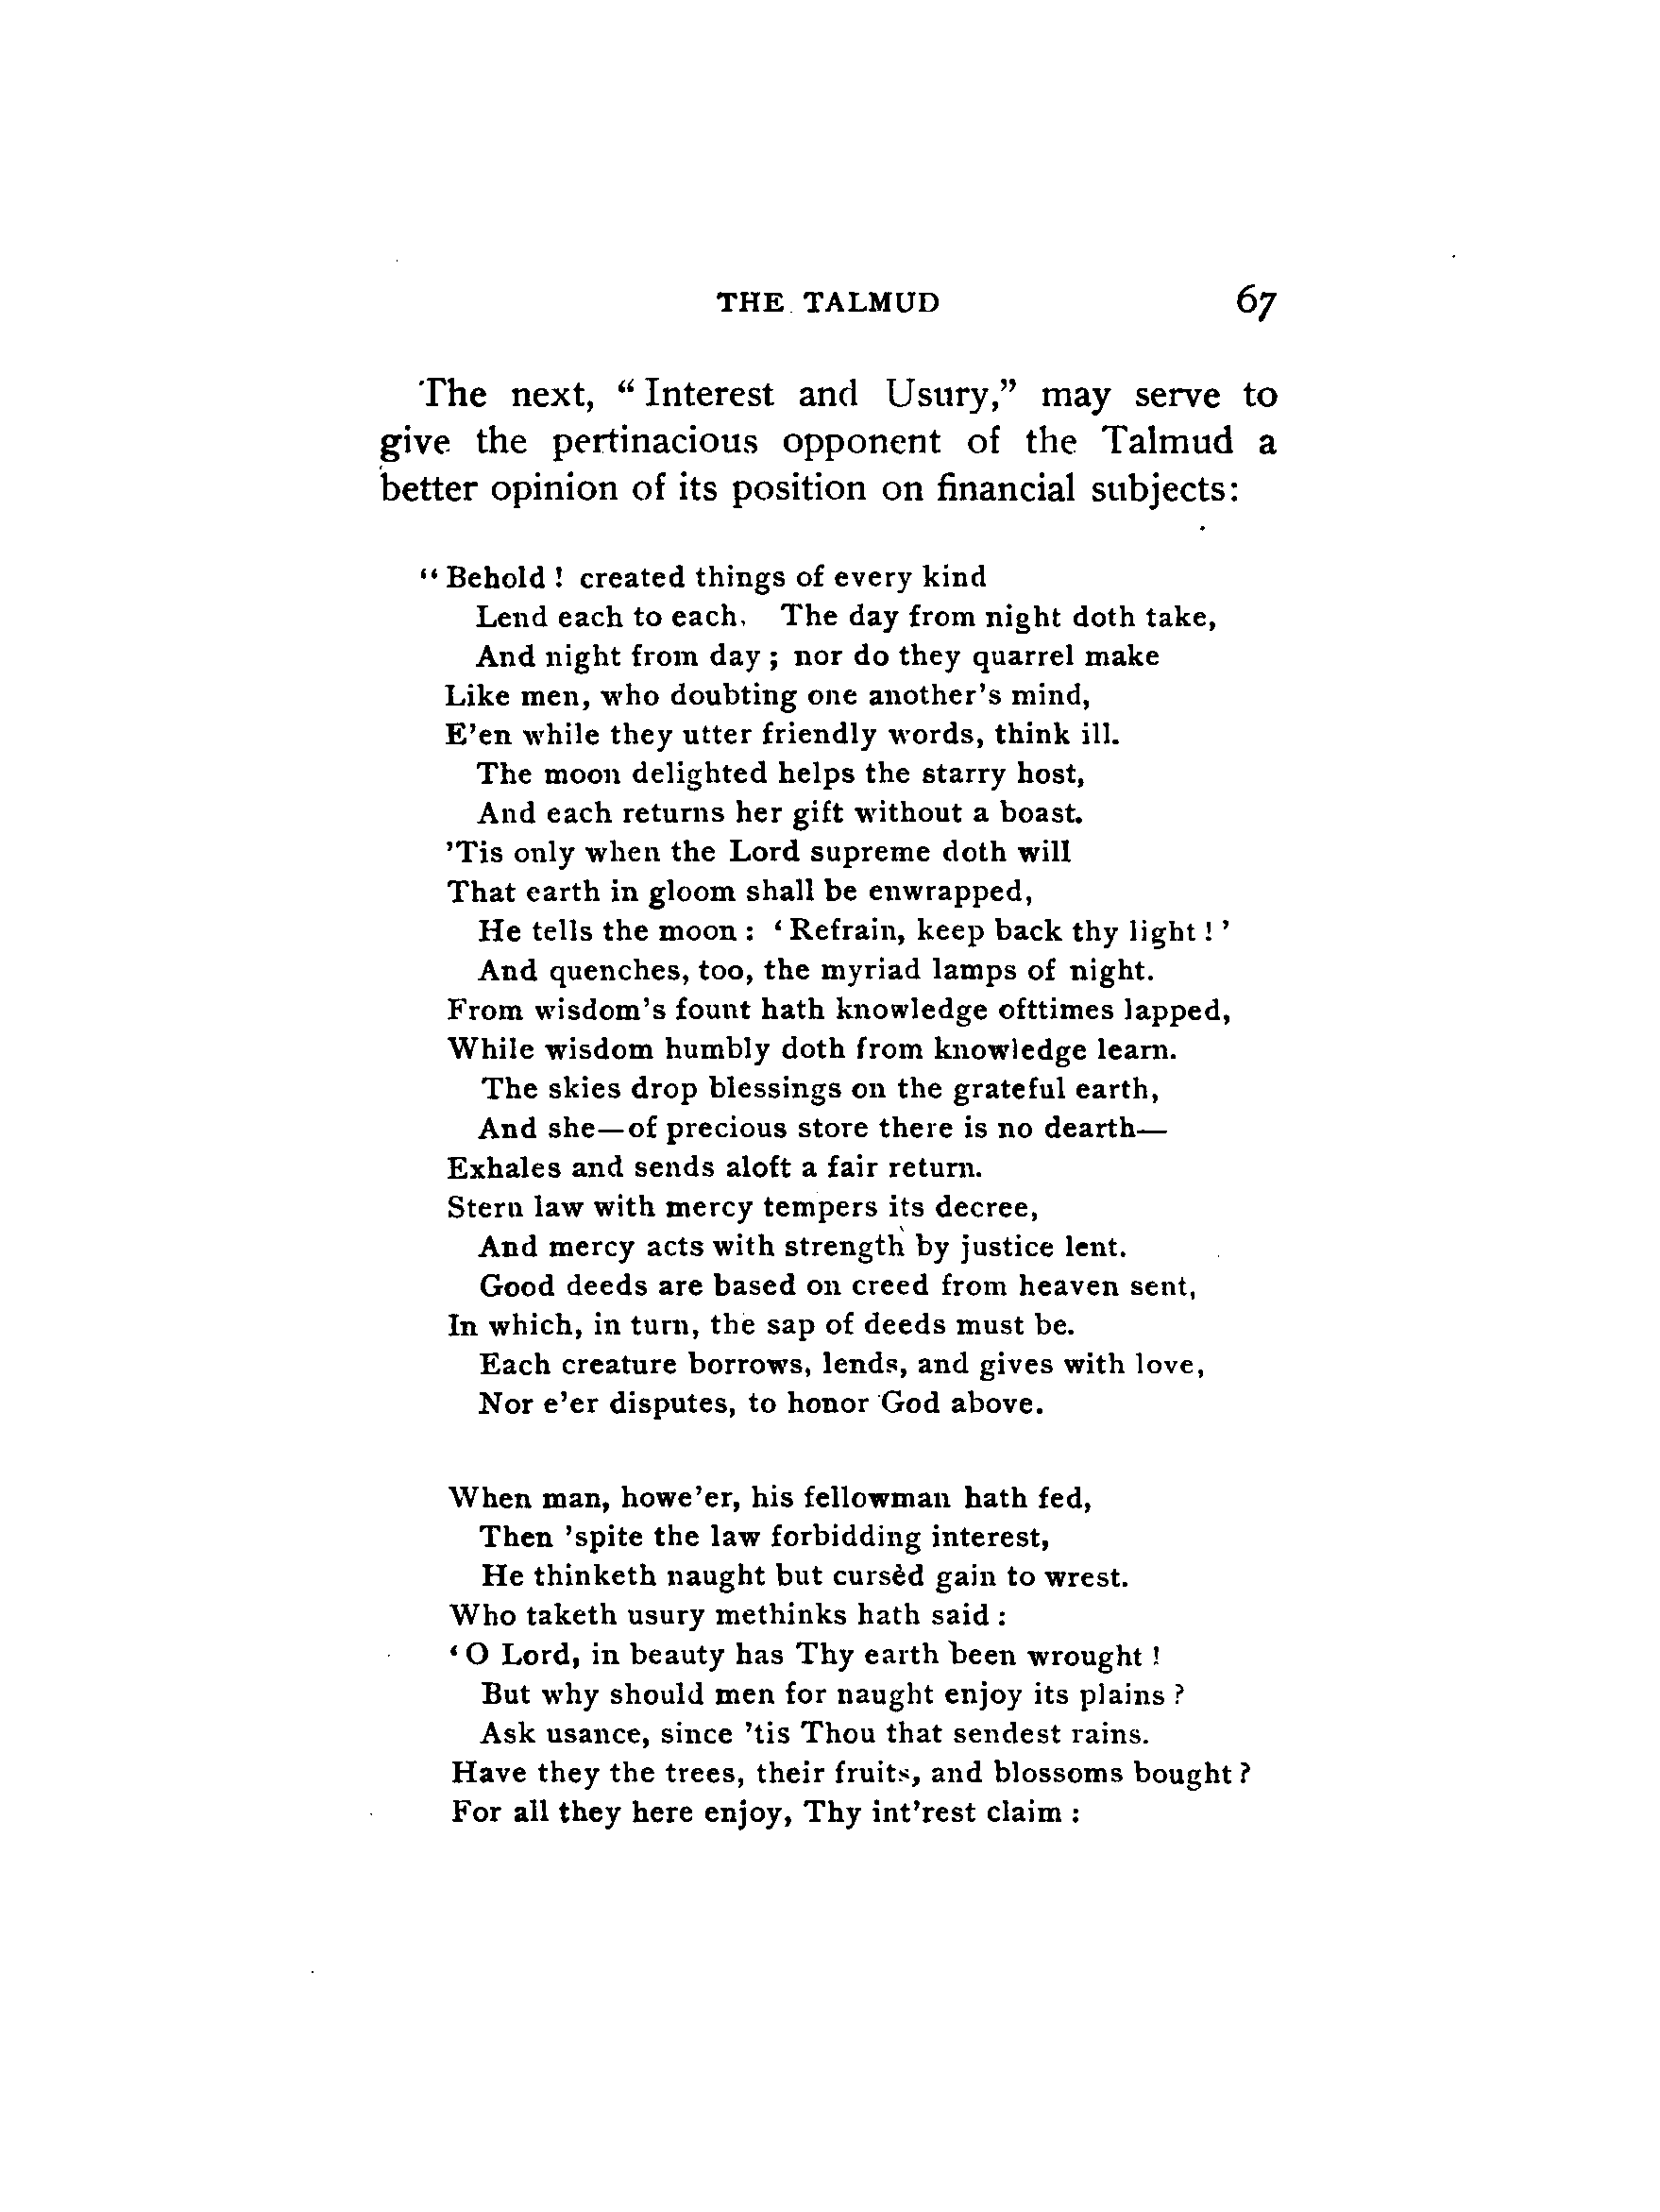 THE TALMUD 67
The next, “Interest and Usury,” may serve to
give the pertinacious opponent of the Talmud a
better opinion of its position on financial subjects:
“Behold! created things of every kind
Lend each to each. The day from night doth take,
And night from day; nor do they quarrel make
Like men, who doubting one another’s mind,
E’en while they utter friendly words, think ill.
The moon delighted helps the starry host,
And each returns her gift without a boast.
’Tis only when the Lord supreme doth will
That earth in gloom shall be enwrapped,
He tells the moon: ‘Refrain, keep back thy light!’
And quenches, too, the myriad lamps of night.
From wisdom’s fount hath knowledge ofttimes lapped,
While wisdom humbly doth from knowledge learn.
The skies drop blessings on the grateful earth,
And she—of precious store there is no dearth—
Exhales and sends aloft a fair return.
Stern law with mercy tempers its decree,
And mercy acts with strength by justice lent.
Good deeds are based on creed from heaven sent,
In which, in turn, the sap of deeds must be.
Each creature borrows, lends, and gives with love,
Nor e’er disputes, to honor God above.
When man, howe’er, his fellowman hath fed,
Then ’spite the law forbidding interest,
He thinketh naught but cursèd gain to wrest.
Who taketh usury methinks hath said:
‘O Lord, in beauty has Thy earth been wrought!
But why should men for naught enjoy its plains?
Ask usance, since ’tis Thou that sendest rains.
Have they the trees, their fruits, and blossoms bought?
For all they here enjoy, Thy int’rest claim: